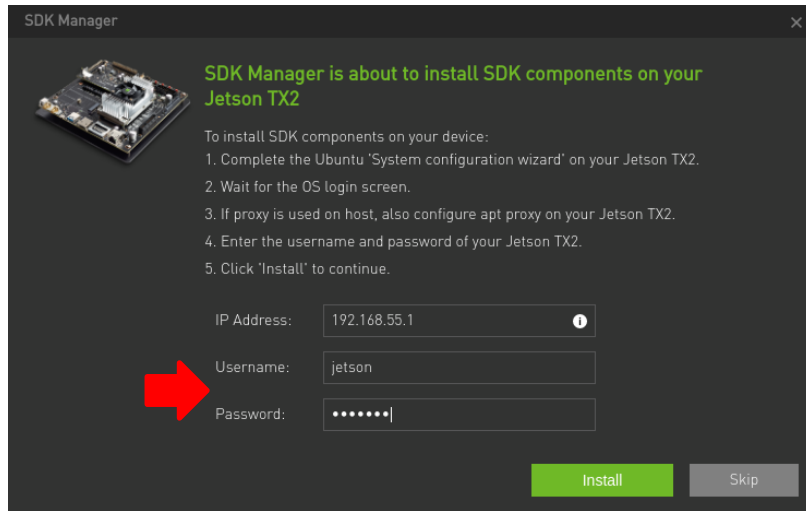 SDK Manager
SDK Manager is about to install SDK components on your
Jetson TX2
To install SDK components on your device:
1. Complete the Ubuntu 'System configuration wizard' on your Jetson TX2.
2. Wait for the OS login screen.
3. If proxy is used on host, also configure apt proxy on your Jetson TX2.
4. Enter the username and password of your Jetson TX2.
5. Click 'Install' to continue.
IP Address: 192.168.55.1
Username: jetson
Password: •••••••
Install Skip